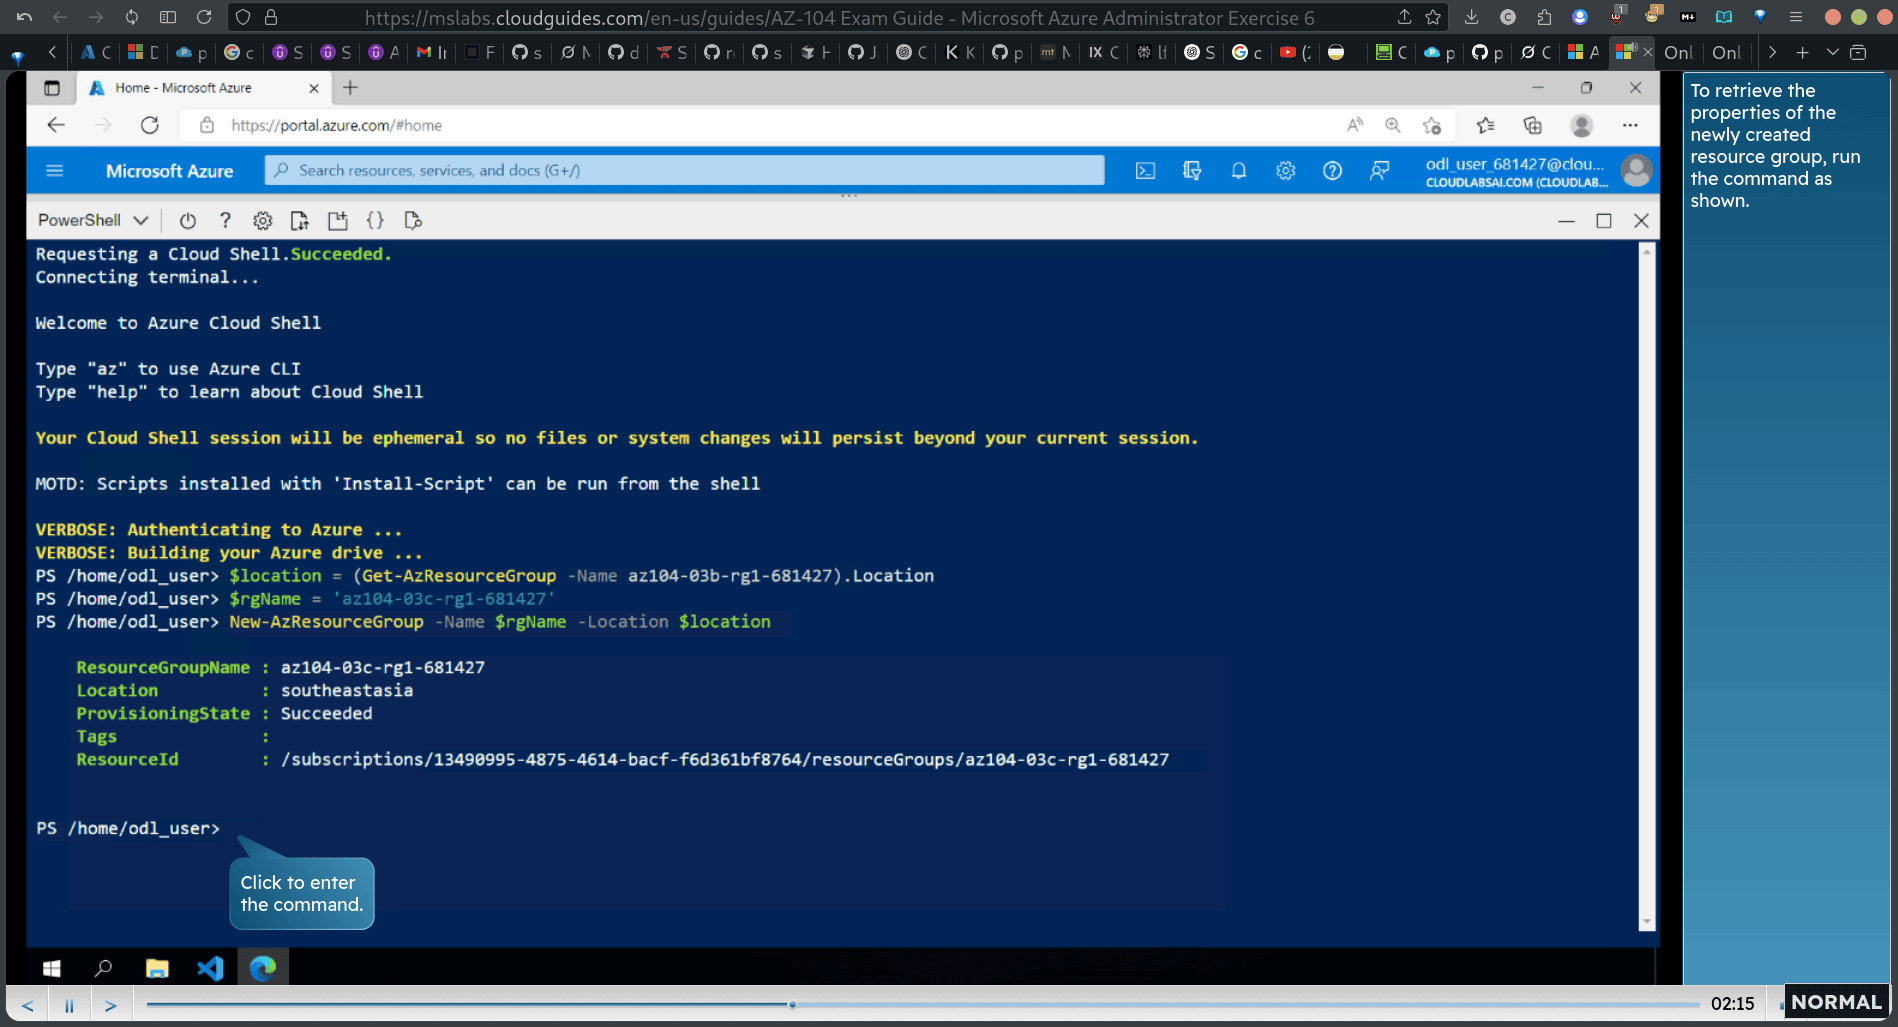 https://mslabs.cloudguides.com/en-us/guides/AZ-104 Exam Guide - Microsoft Azure Administrator Exercise 6
Home - Microsoft Azure
https://portal.azure.com/#home
Microsoft Azure
Search resources, services, and docs (G+/)
odl_user_681427@clou...
CLOUDLABSAI.COM (CLOUDLAB...
PowerShell
Requesting a Cloud Shell.Succeeded.
Connecting terminal...
Welcome to Azure Cloud Shell
Type "az" to use Azure CLI
Type "help" to learn about Cloud Shell
Your Cloud Shell session will be ephemeral so no files or system changes will persist beyond your current session.
MOTD: Scripts installed with 'Install-Script' can be run from the shell
VERBOSE: Authenticating to Azure ...
VERBOSE: Building your Azure drive ...
PS /home/odl_user> $location = (Get-AzResourceGroup -Name az104-03b-rg1-681427).Location
PS /home/odl_user> $rgName = 'az104-03c-rg1-681427'
PS /home/odl_user> New-AzResourceGroup -Name $rgName -Location $location
ResourceGroupName : az104-03c-rg1-681427
Location : southeastasia
ProvisioningState : Succeeded
Tags :
ResourceId : /subscriptions/13490995-4875-4614-bacf-f6d361bf8764/resourceGroups/az104-03c-rg1-681427
PS /home/odl_user>
Click to enter
the command.
To retrieve the
properties of the
newly created
resource group, run
the command as
shown.
02:15
NORMAL